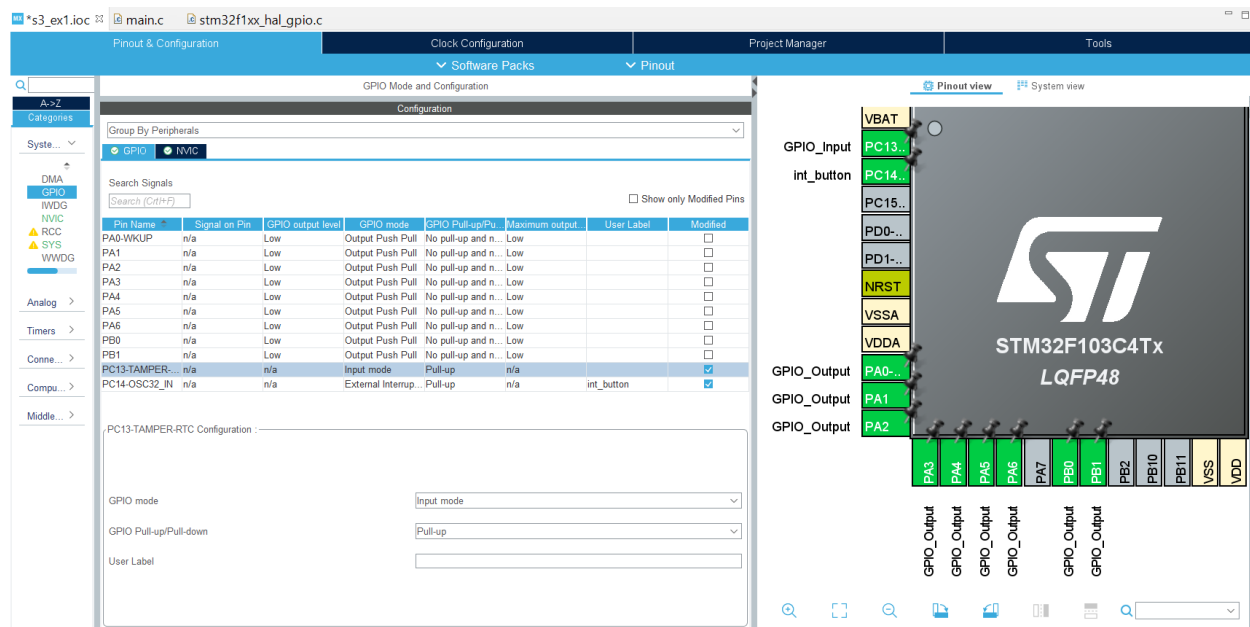 *s3_ex1.ioc main.c stm32f1xx_hal_gpio.c
Pinout & Configuration Clock Configuration Project Manager Tools
Software Packs Pinout
GPIO Mode and Configuration
Pinout view System view
A->Z
Categories
Syste...
DMA
GPIO
IWDG
NVIC
RCC
SYS
WWDG
Analog
Timers
Conne...
Compu...
Middle...
Configuration
Group By Peripherals
GPIO NVIC
Search Signals
Search (Crtl+F) Show only Modified Pins
Pin Name Signal on Pin GPIO output level GPIO mode GPIO Pull-up/Pu... Maximum output... User Label Modified
PA0-WKUP n/a Low Output Push Pull No pull-up and n... Low
PA1 n/a Low Output Push Pull No pull-up and n... Low
PA2 n/a Low Output Push Pull No pull-up and n... Low
PA3 n/a Low Output Push Pull No pull-up and n... Low
PA4 n/a Low Output Push Pull No pull-up and n... Low
PA5 n/a Low Output Push Pull No pull-up and n... Low
PA6 n/a Low Output Push Pull No pull-up and n... Low
PB0 n/a Low Output Push Pull No pull-up and n... Low
PB1 n/a Low Output Push Pull No pull-up and n... Low
PC13-TAMPER-... n/a n/a Input mode Pull-up n/a
PC14-OSC32_IN n/a n/a External Interrup... Pull-up n/a int_button
PC13-TAMPER-RTC Configuration :
GPIO mode Input mode
GPIO Pull-up/Pull-down Pull-up
User Label
VBAT
GPIO_Input PC13..
int_button PC14..
PC15..
PD0-..
PD1-..
NRST
VSSA
VDDA
GPIO_Output PA0-..
GPIO_Output PA1
GPIO_Output PA2
ST
STM32F103C4Tx
LQFP48
PA3 PA4 PA5 PA6 PA7 PB0 PB1 PB2 PB10 PB11 VSS VDD
GPIO_Output GPIO_Output GPIO_Output GPIO_Output GPIO_Output GPIO_Output